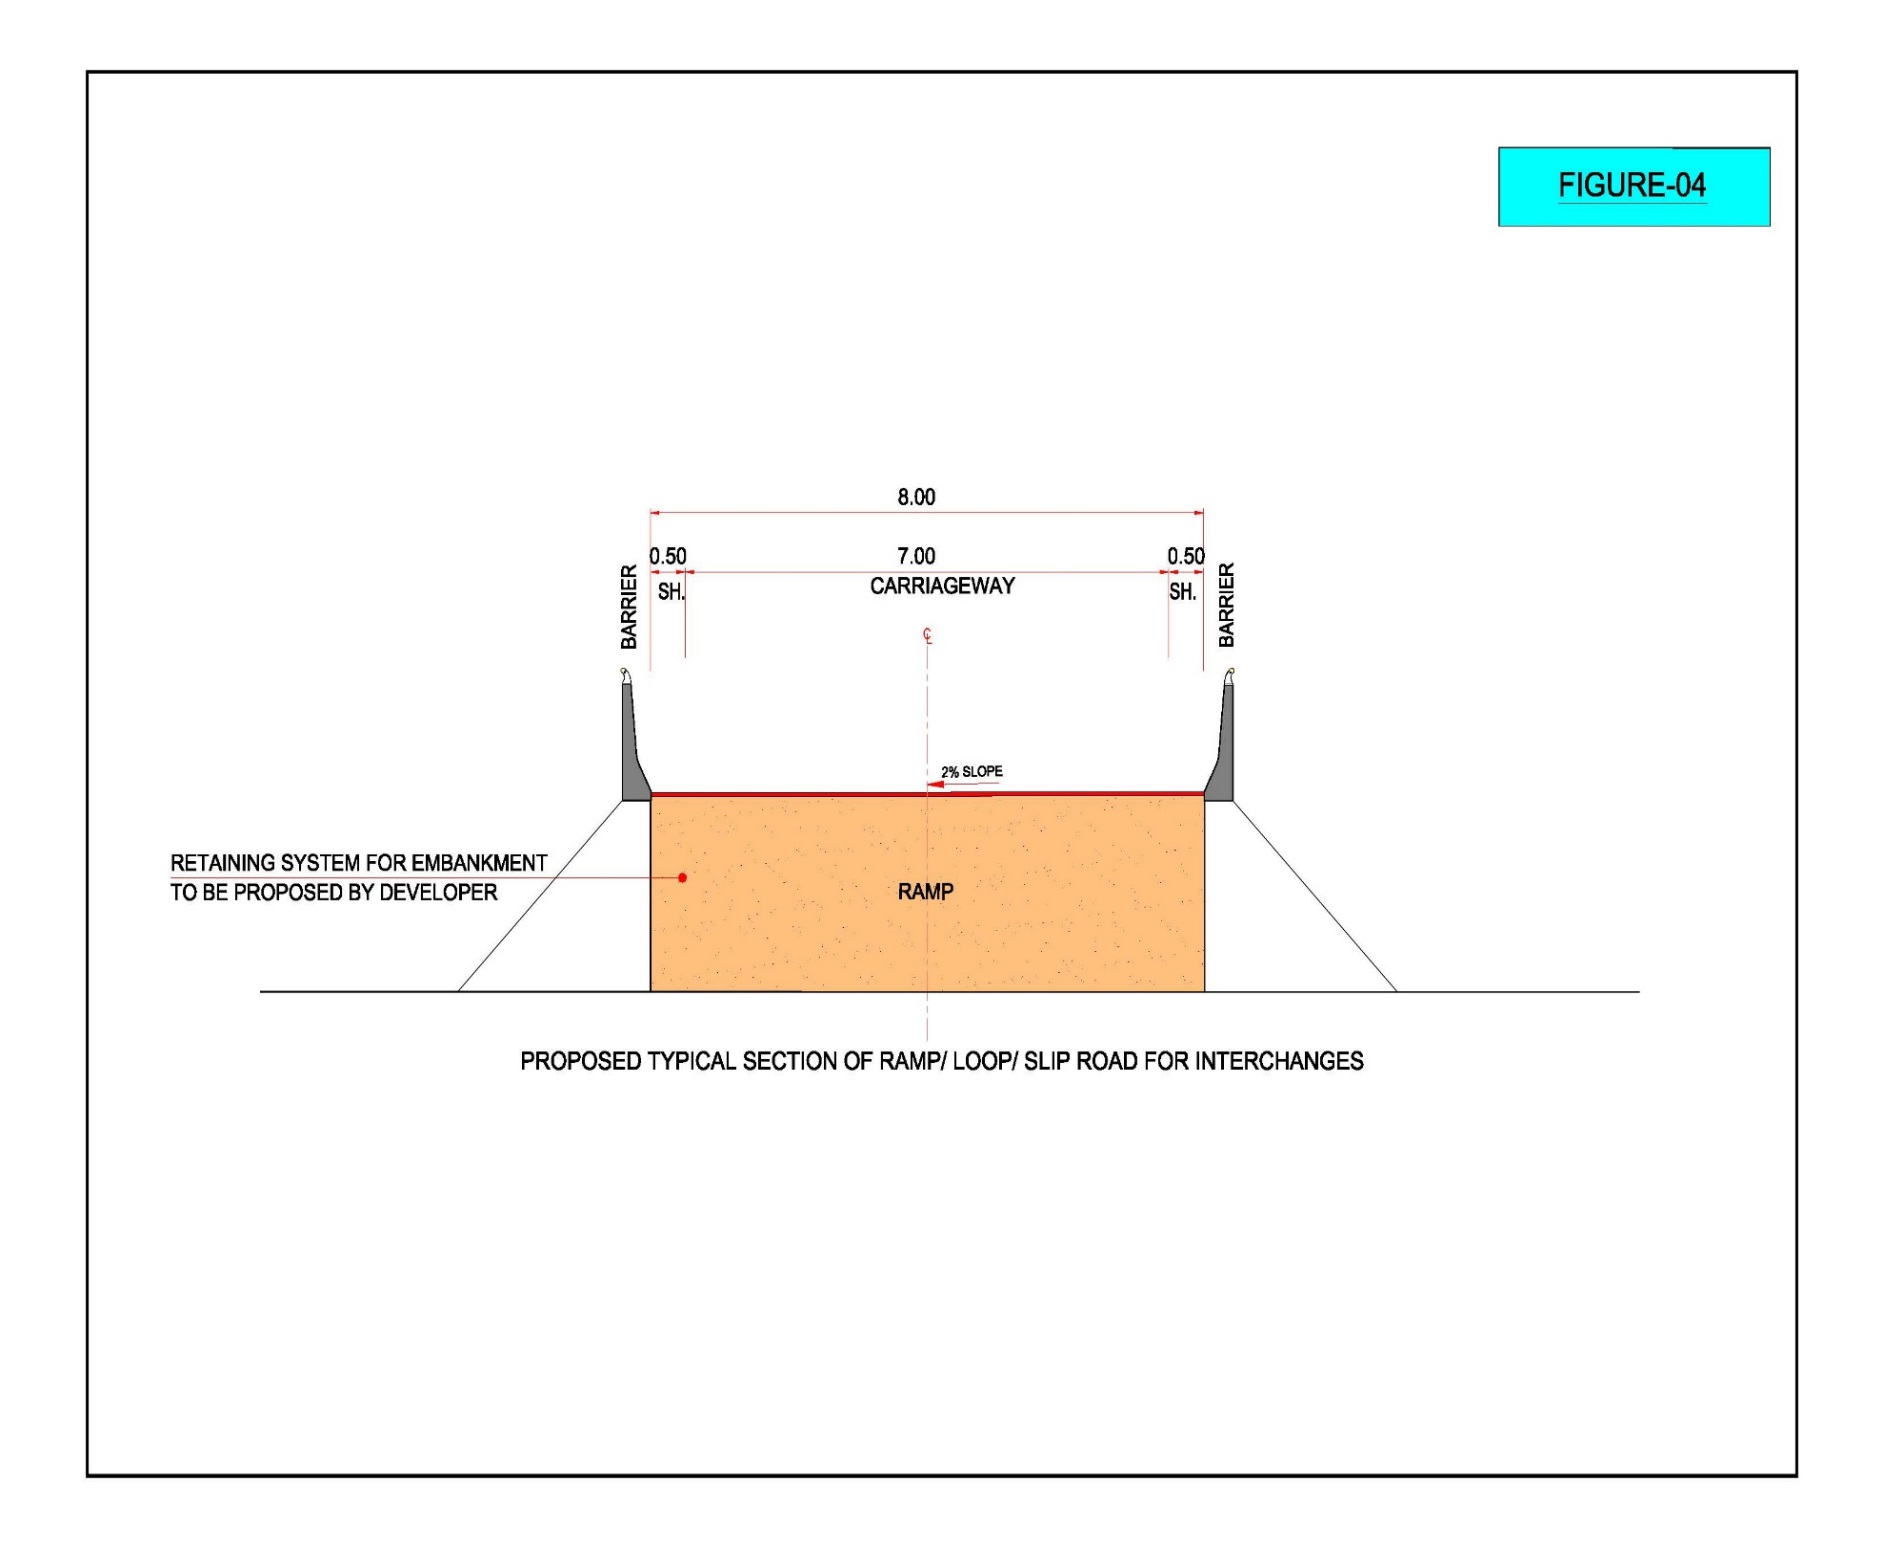 FIGURE-04
8.00
0.50 7.00 0.50
BARRIER
SH. CARRIAGEWAY SH.
BARRIER
℄
2% SLOPE
RETAINING SYSTEM FOR EMBANKMENT
TO BE PROPOSED BY DEVELOPER
RAMP
PROPOSED TYPICAL SECTION OF RAMP/ LOOP/ SLIP ROAD FOR INTERCHANGES